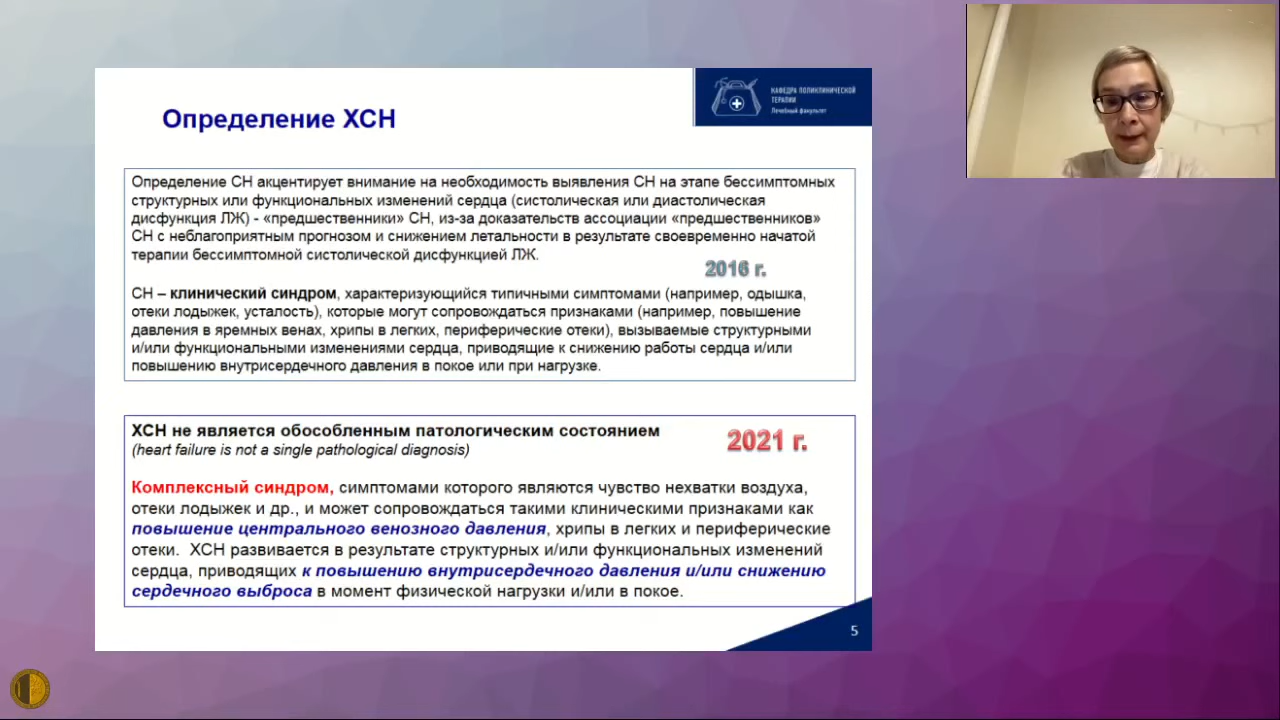 КАФЕДРА ПОЛИКЛИНИЧЕСКОЙ
ТЕРАПИИ
Лечебный факультет
Определение ХСН
Определение СН акцентирует внимание на необходимость выявления СН на этапе бессимптомных
структурных или функциональных изменений сердца (систолическая или диастолическая
дисфункция ЛЖ) - «предшественники» СН, из-за доказательств ассоциации «предшественников»
СН с неблагоприятным прогнозом и снижением летальности в результате своевременно начатой
терапии бессимптомной систолической дисфункцией ЛЖ.
2016 г.
СН – клинический синдром, характеризующийся типичными симптомами (например, одышка,
отеки лодыжек, усталость), которые могут сопровождаться признаками (например, повышение
давления в яремных венах, хрипы в легких, периферические отеки), вызываемые структурными
и/или функциональными изменениями сердца, приводящие к снижению работы сердца и/или
повышению внутрисердечного давления в покое или при нагрузке.
ХСН не является обособленным патологическим состоянием
2021 г.
(heart failure is not a single pathological diagnosis)
Комплексный синдром, симптомами которого являются чувство нехватки воздуха,
отеки лодыжек и др., и может сопровождаться такими клиническими признаками как
повышение центрального венозного давления, хрипы в легких и периферические
отеки. ХСН развивается в результате структурных и/или функциональных изменений
сердца, приводящих к повышению внутрисердечного давления и/или снижению
сердечного выброса в момент физической нагрузки и/или в покое.
5